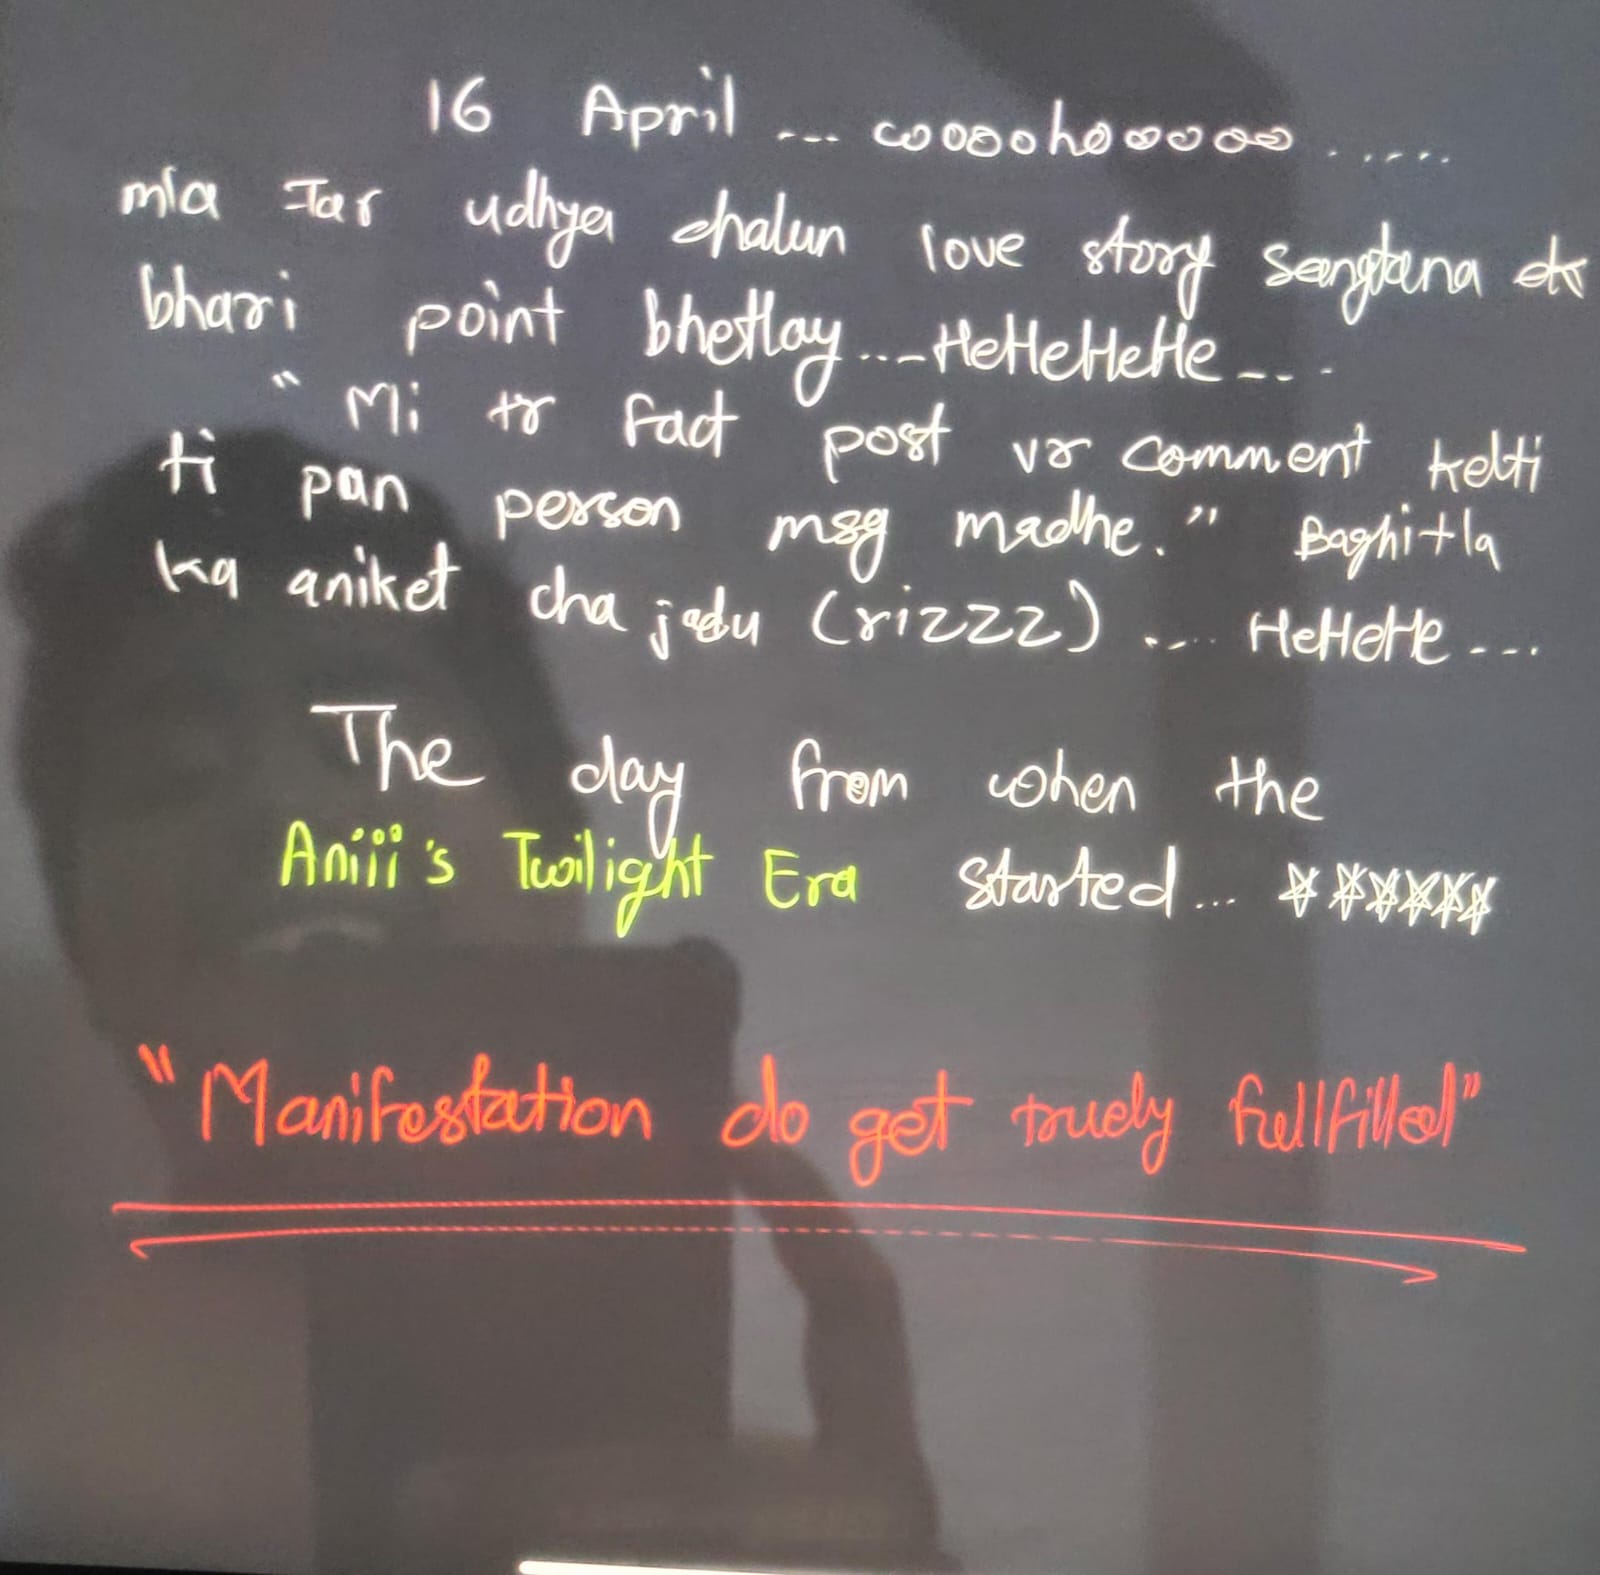 16 April ... wooohooooo ......
mla Jar udhya chalun love story sangtana ek
bhari point bhetlay...-HeHeHeHe--..
"Mi tr fact post vr comment kelti
ti pan person msg madhe." Baghitla
ka aniket cha jadu (rizzz) .... HeHeHe---.
The day from when the
Aniii's Twilight Era started... ☆☆☆☆☆☆
"Manifestation do get truely fullfilled"